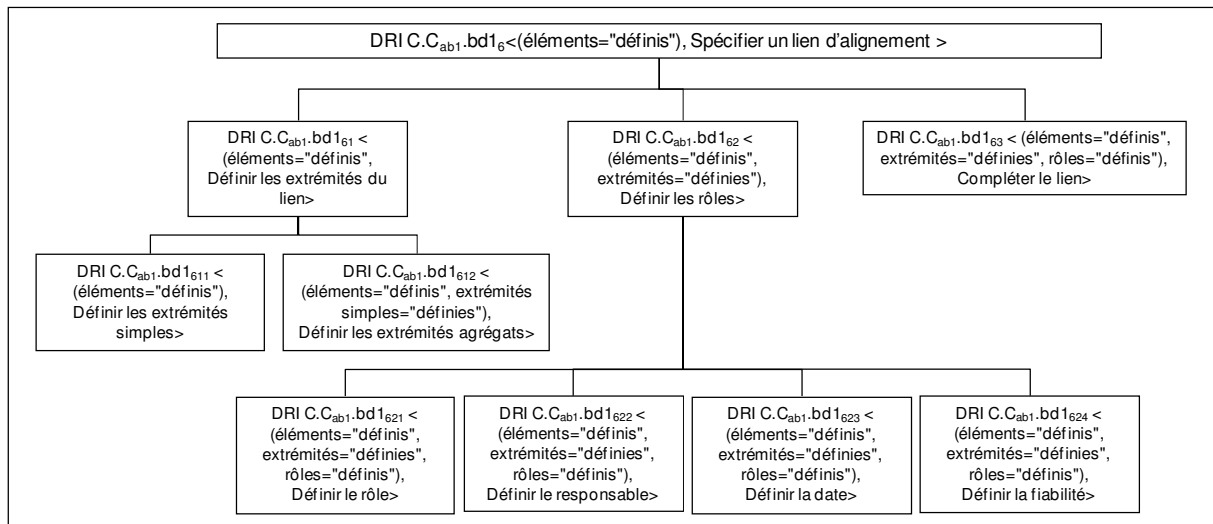 DRI C.Cab1.bd16<(éléments="définis"), Spécifier un lien d'alignement >
DRI C.Cab1.bd161 <
(éléments="définis",
Définir les extrémités du
lien>
DRI C.Cab1.bd162 <
(éléments="définis",
extrémités="définies"),
Définir les rôles>
DRI C.Cab1.bd163 < (éléments="définis",
extrémités="définies", rôles="définis"),
Compléter le lien>
DRI C.Cab1.bd1611 <
(éléments="définis"),
Définir les extrémités
simples>
DRI C.Cab1.bd1612 <
(éléments="définis", extrémités
simples="définies"),
Définir les extrémités agrégats>
DRI C.Cab1.bd1621 <
(éléments="définis",
extrémités="définies",
rôles="définis"),
Définir le rôle>
DRI C.Cab1.bd1622 <
(éléments="définis",
extrémités="définies",
rôles="définis"),
Définir le responsable>
DRI C.Cab1.bd1623 <
(éléments="définis",
extrémités="définies",
rôles="définis"),
Définir la date>
DRI C.Cab1.bd1624 <
(éléments="définis",
extrémités="définies",
rôles="définis"),
Définir la fiabilité>